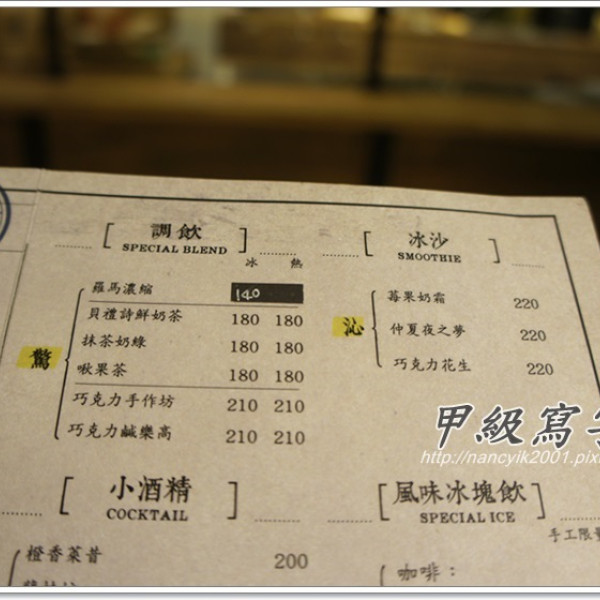 調飲
SPECIAL BLEND
冰 熱
驚
羅馬濃縮 140
貝禮詩鮮奶茶 180 180
抹茶奶綠 180 180
啾果茶 180 180
巧克力手作坊 210 210
巧克力鹹樂高 210 210
冰沙
SMOOTHIE
沁
莓果奶霜 220
仲夏夜之夢 220
巧克力花生 220
小酒精
COCKTAIL
橙香菜昔 200
風味冰塊飲
SPECIAL ICE
手工限量
咖啡：
甲級寫
http://nancyik2001.pix